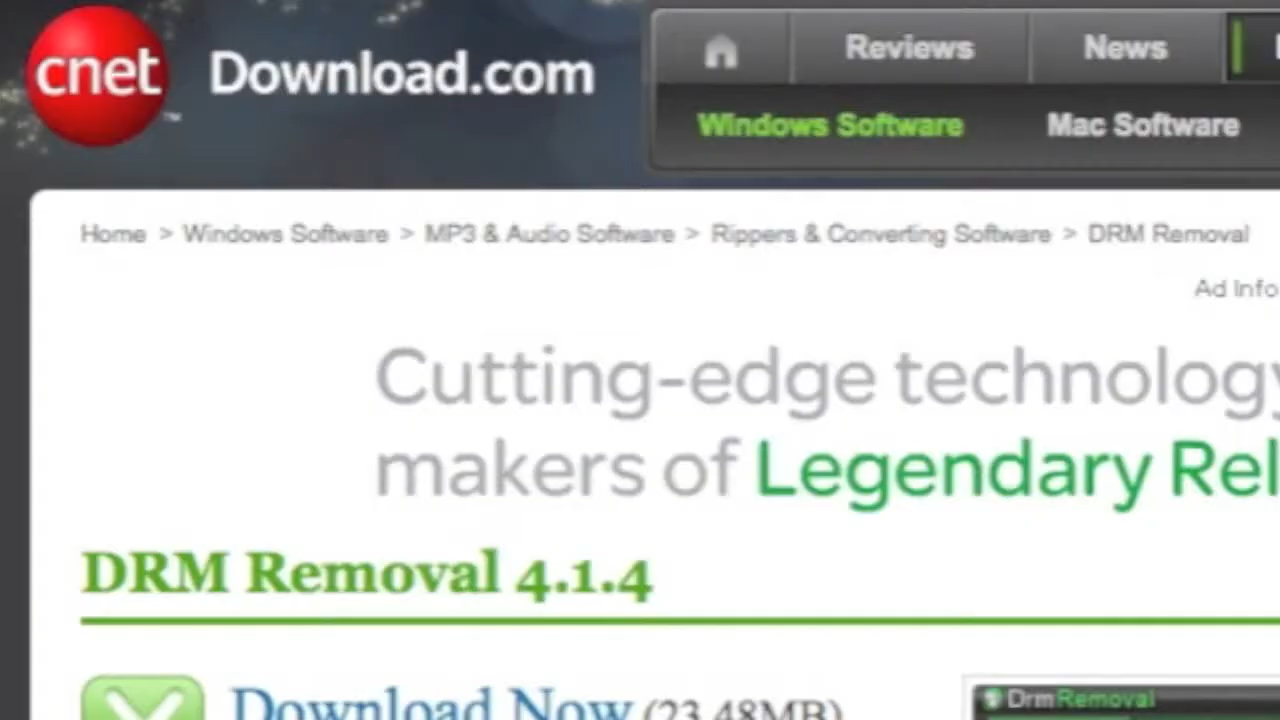 cnet Download.com
Reviews News
Windows Software Mac Software
Home > Windows Software > MP3 & Audio Software > Rippers & Converting Software > DRM Removal
Ad Info
Cutting-edge technology
makers of Legendary Rel
DRM Removal 4.1.4
Download Now (23.48MB)
DrmRemoval